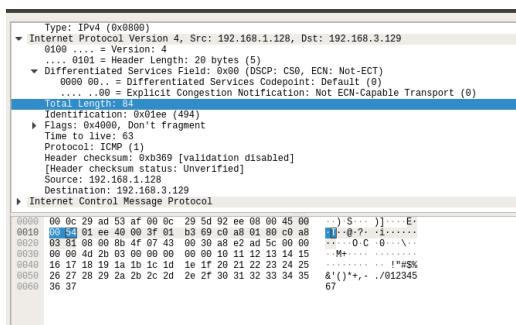 Type: IPv4 (0x0800)
Internet Protocol Version 4, Src: 192.168.1.128, Dst: 192.168.3.129
0100 .... = Version: 4
.... 0101 = Header Length: 20 bytes (5)
Differentiated Services Field: 0x00 (DSCP: CS0, ECN: Not-ECT)
0000 00.. = Differentiated Services Codepoint: Default (0)
.... ..00 = Explicit Congestion Notification: Not ECN-Capable Transport (0)
Total Length: 84
Identification: 0x01ee (494)
Flags: 0x4000, Don't fragment
Time to live: 63
Protocol: ICMP (1)
Header checksum: 0xb369 [validation disabled]
[Header checksum status: Unverified]
Source: 192.168.1.128
Destination: 192.168.3.129
Internet Control Message Protocol
0000 00 0c 29 ad 53 af 00 0c 29 5d 92 ee 08 00 45 00 ··)·S··· )]····E·
0010 00 54 01 ee 40 00 3f 01 b3 69 c0 a8 01 80 c0 a8 ·T··@·?· ·i······
0020 03 81 08 00 8b 4f 07 43 00 30 a8 e2 ad 5c 00 00 ·····O·C ·0···\··
0030 00 00 4d 2b 03 00 00 00 00 00 10 11 12 13 14 15 ··M+···· ········
0040 16 17 18 19 1a 1b 1c 1d 1e 1f 20 21 22 23 24 25 ········ ·· !"#$%
0050 26 27 28 29 2a 2b 2c 2d 2e 2f 30 31 32 33 34 35 &'()*+,- ./012345
0060 36 37 67